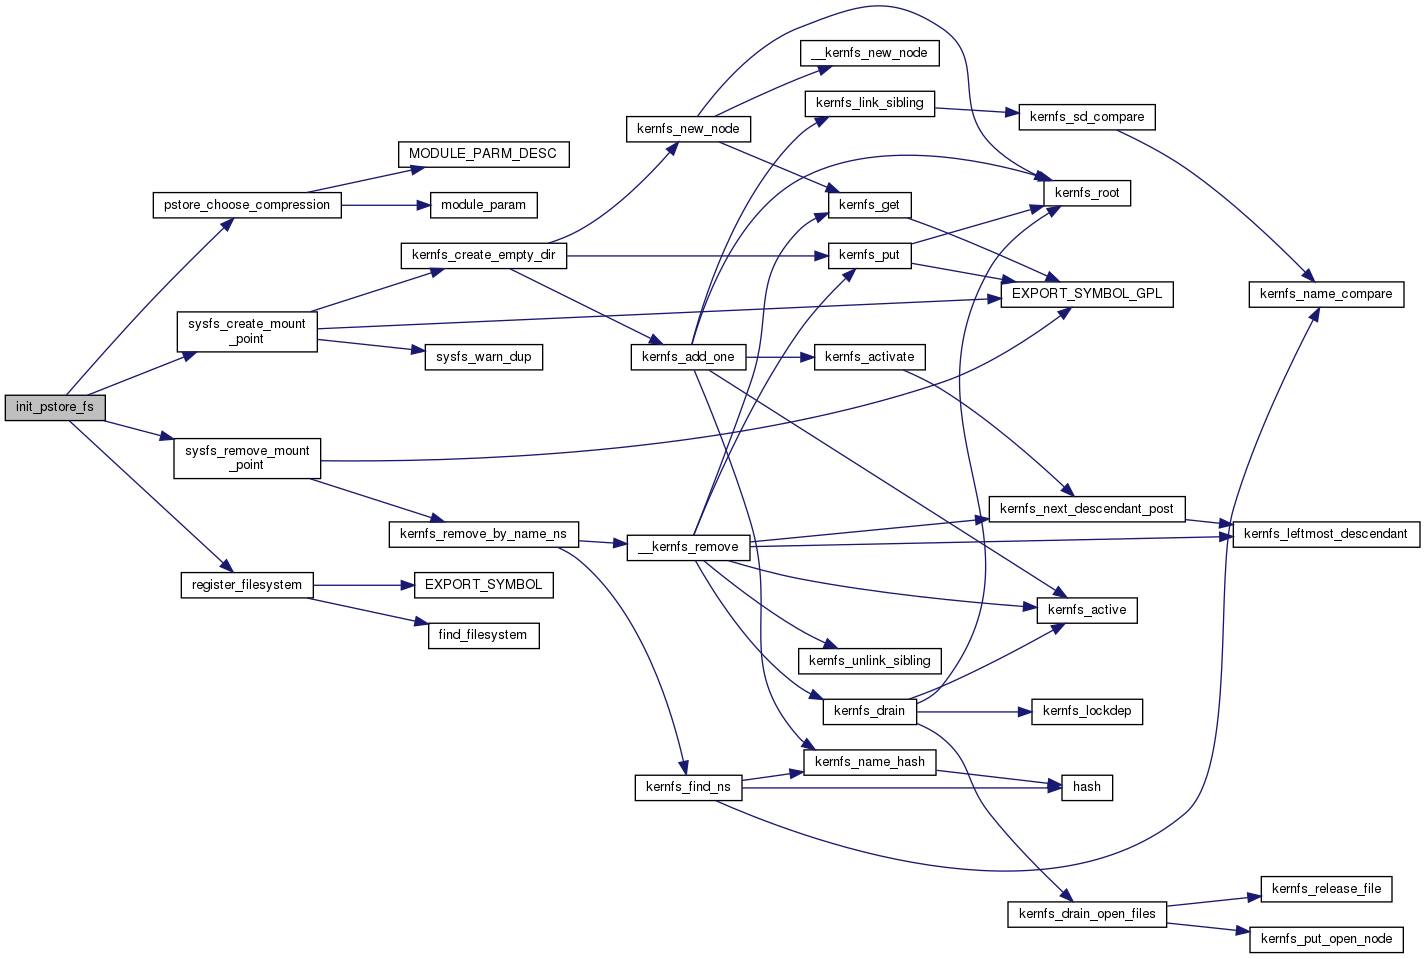 __kernfs_new_node
kernfs_link_sibling
kernfs_sd_compare
kernfs_new_node
MODULE_PARM_DESC
kernfs_root
pstore_choose_compression
module_param
kernfs_get
kernfs_create_empty_dir
kernfs_put
EXPORT_SYMBOL_GPL
kernfs_name_compare
sysfs_create_mount
_point
sysfs_warn_dup
kernfs_add_one
kernfs_activate
init_pstore_fs
sysfs_remove_mount
_point
kernfs_next_descendant_post
kernfs_remove_by_name_ns
kernfs_leftmost_descendant
__kernfs_remove
register_filesystem
EXPORT_SYMBOL
kernfs_active
find_filesystem
kernfs_unlink_sibling
kernfs_drain
kernfs_lockdep
kernfs_name_hash
kernfs_find_ns
hash
kernfs_release_file
kernfs_drain_open_files
kernfs_put_open_node